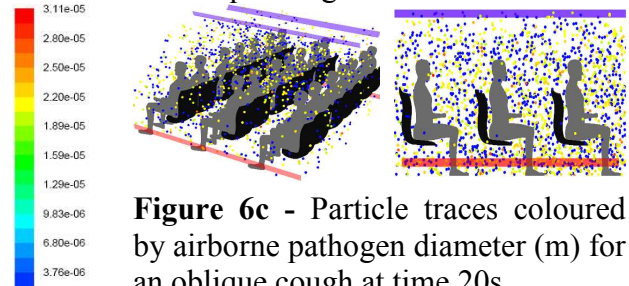 3.11e-05
2.80e-05
2.50e-05
2.20e-05
1.89e-05
1.59e-05
1.29e-05
9.83e-06
6.80e-06
3.76e-06
Figure 6c - Particle traces coloured
by airborne pathogen diameter (m) for
an oblique cough at time 20s